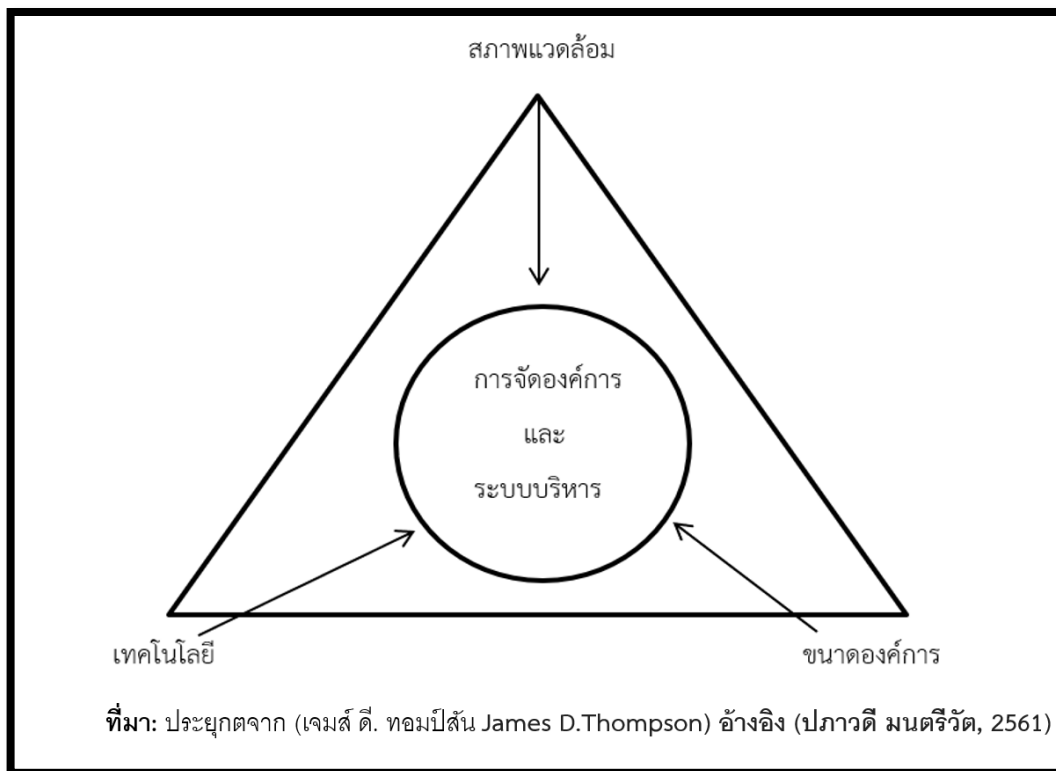 สภาพแวดล้อม
การจัดองค์การ
และ
ระบบบริหาร
เทคโนโลยี
ขนาดองค์การ
ที่มา: ประยุกตจาก (เจมส์ ดี. ทอมป์สัน James D.Thompson) อ้างอิง (ปภาวดี มนตรีวัต, 2561)